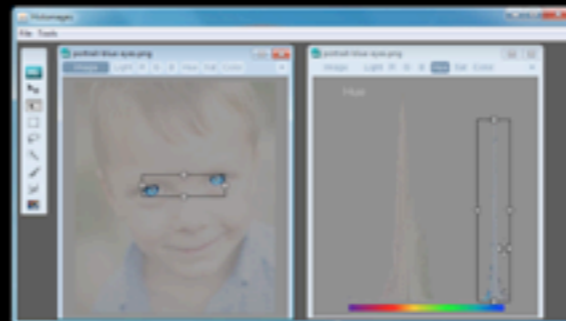 Histomages
File Tools
portrait-blue-eyes.png
Image Light R G B Hue Sat Color
portrait-blue-eyes.png
Image Light R G B Hue Sat Color
Hue